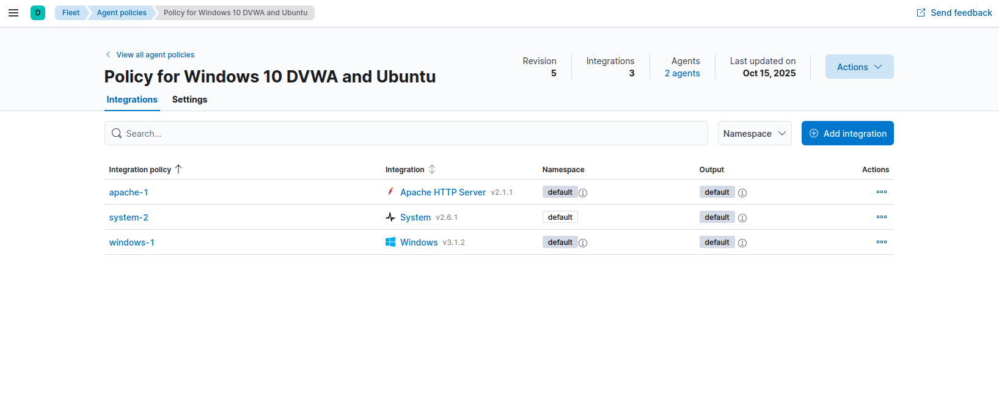 D Fleet Agent policies Policy for Windows 10 DVWA and Ubuntu Send feedback
View all agent policies
Policy for Windows 10 DVWA and Ubuntu
Revision Integrations Agents Last updated on
5 3 2 agents Oct 15, 2025
Actions
Integrations Settings
Search... Namespace Add integration
Integration policy Integration Namespace Output Actions
apache-1 Apache HTTP Server v2.1.1 default default
system-2 System v2.6.1 default default
windows-1 Windows v3.1.2 default default